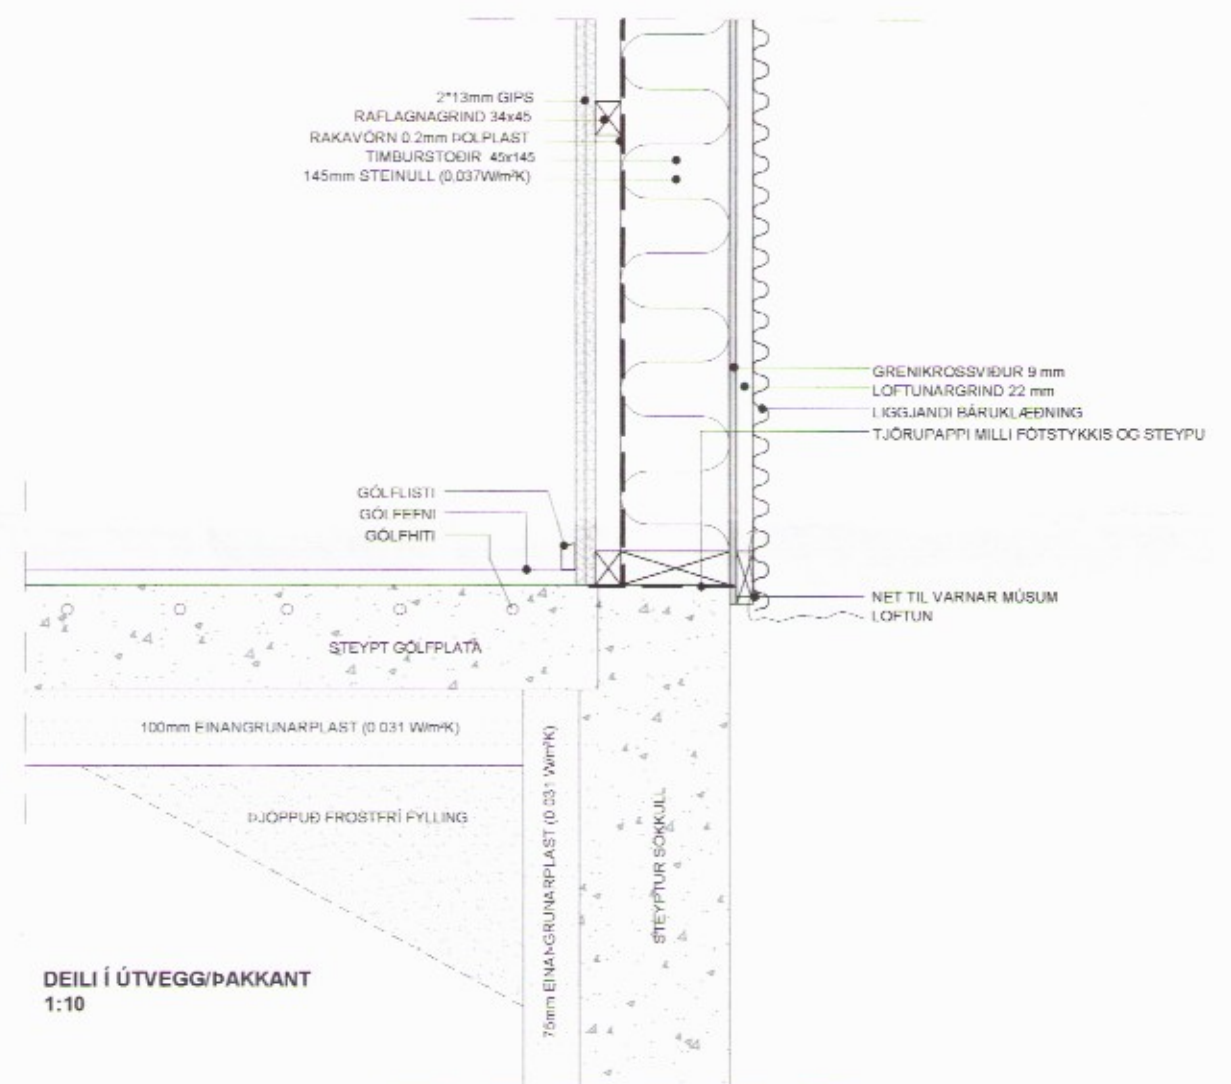 2*13mm GIPS
RAFLAGNAGRIND 34x45
RAKAVÖRN 0.2mm ÞOLPLAST
TIMBURSTOÐIR 45x145
145mm STEINULL (0,037W/m²K)
GRENIKROSSVIÐUR 9 mm
LOFTUNARGRIND 22 mm
LIGGJANDI BÁRUKLÆÐNING
TJÖRUPAPPI MILLI FÓTSTYKKIS OG STEYPU
GÓLFLISTI
GÓLFEFNI
GÓLFHITI
NET TIL VARNAR MÚSUM
LOFTUN
STEYPT GÓLFPLATA
100mm EINANGRUNARPLAST (0.031 W/m²K)
ÞJÖPPUÐ FROSTFRÍ FYLLING
75mm EINANGRUNARPLAST (0.031 W/m²K)
STEYPTUR SÖKKULL
DEILI Í ÚTVEGG/ÞAKKANT
1:10